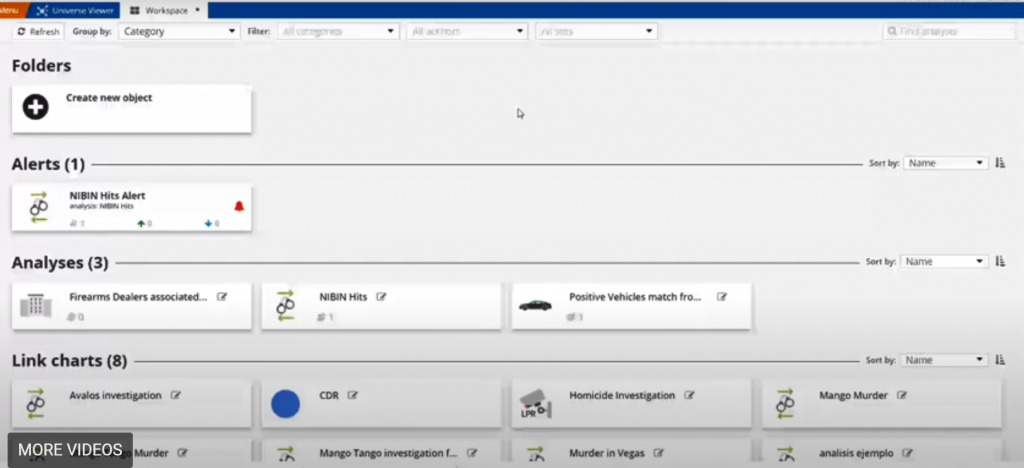 Menu
Universe Viewer
Workspace
Refresh
Group by: Category
Filter: All categories
All authors
All sets
Find analysis
Folders
Create new object
Alerts (1)
Sort by: Name
NIBIN Hits Alert
analysis: NIBIN Hits
1 0 0
Analyses (3)
Sort by: Name
Firearms Dealers associated...
0
NIBIN Hits
1
Positive Vehicles match fro...
1
Link charts (8)
Sort by: Name
Avalos investigation
CDR
LPR
Homicide Investigation
Mango Murder
MORE VIDEOS
Murder
Mango Tango investigation f...
Murder in Vegas
analisis ejemplo